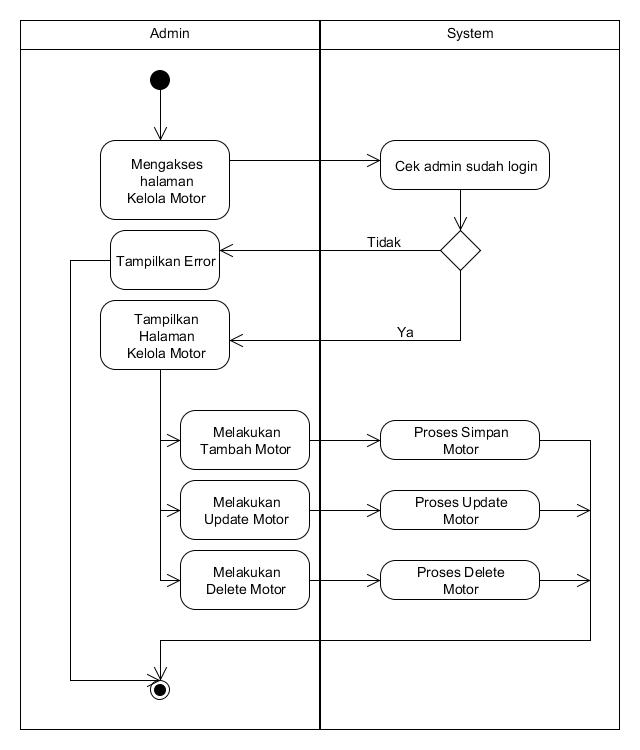 Admin
System
Mengakses
halaman
Kelola Motor
Cek admin sudah login
Tidak
Tampilkan Error
Tampilkan
Halaman
Kelola Motor
Ya
Melakukan
Tambah Motor
Proses Simpan
Motor
Melakukan
Update Motor
Proses Update
Motor
Melakukan
Delete Motor
Proses Delete
Motor